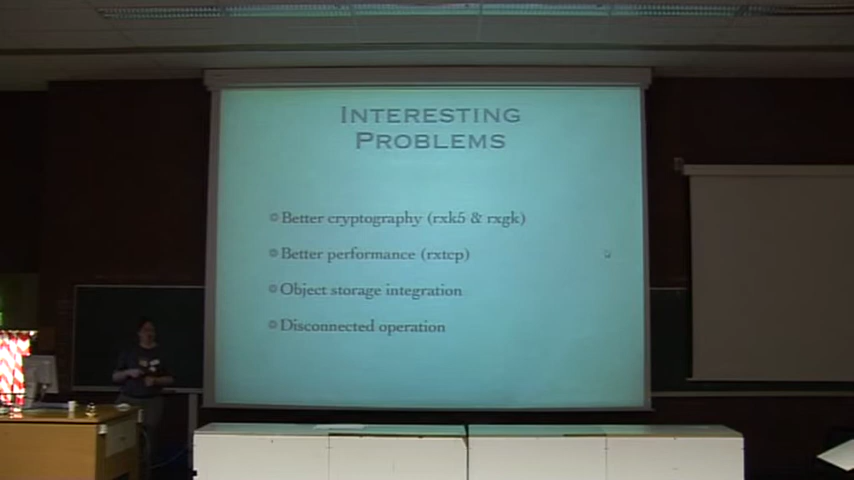 INTERESTING
PROBLEMS
Better cryptography (rxk5 & rxgk)
Better performance (rxtcp)
Object storage integration
Disconnected operation